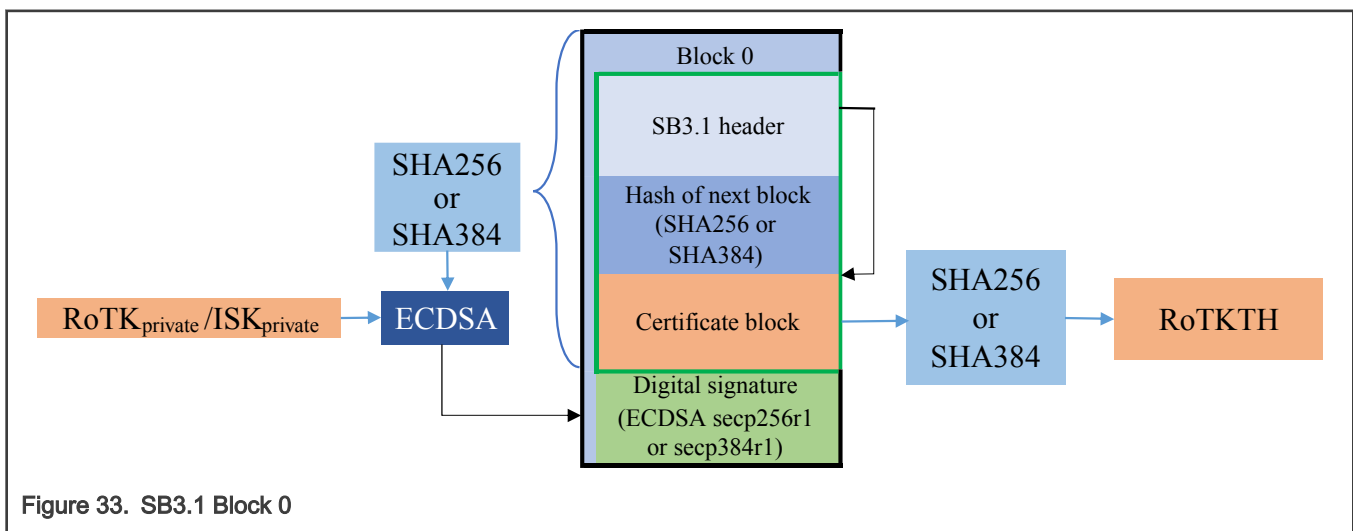 Block 0
SB3.1 header
SHA256
or
SHA384
Hash of next block
(SHA256 or
SHA384)
RoTKprivate /ISKprivate
ECDSA
Certificate block
SHA256
or
SHA384
RoTKTH
Digital signature
(ECDSA secp256r1
or secp384r1)
Figure 33. SB3.1 Block 0